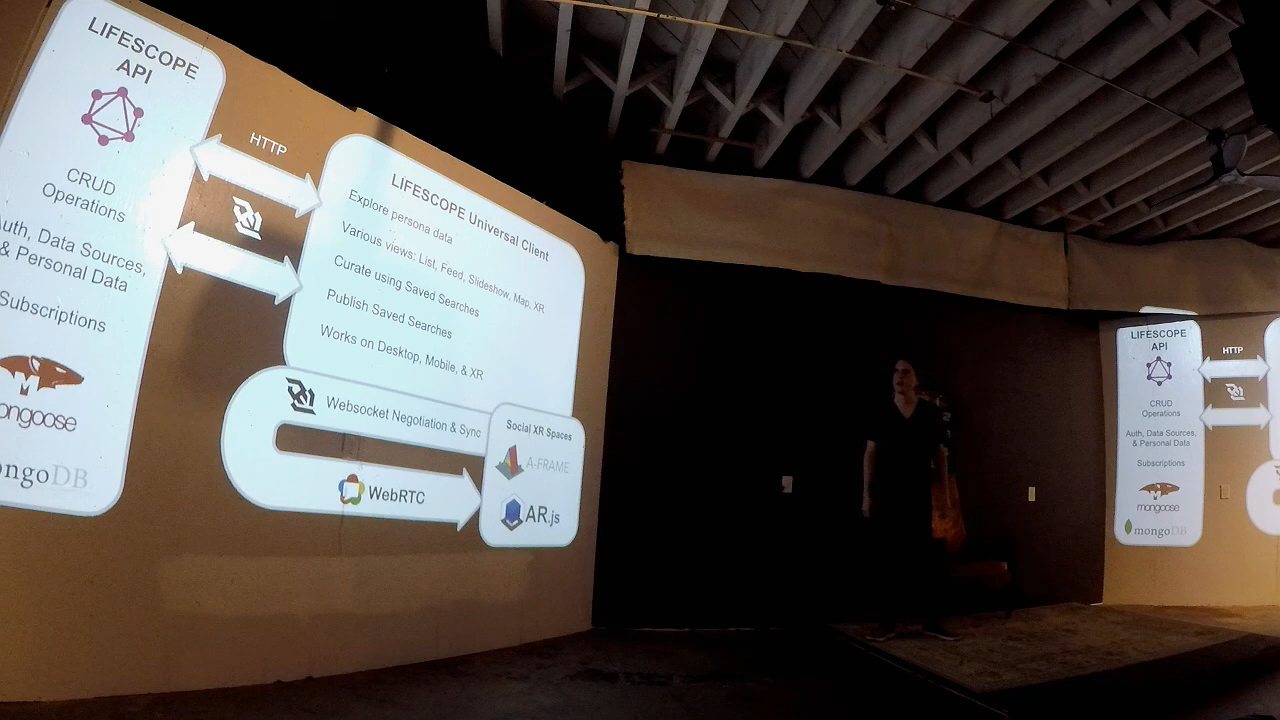 LIFESCOPE
API
CRUD
Operations
Auth, Data Sources,
& Personal Data
Subscriptions
mongoose
mongoDB
HTTP
LIFESCOPE Universal Client
Explore persona data
Various views: List, Feed, Slideshow, Map, XR
Curate using Saved Searches
Publish Saved Searches
Works on Desktop, Mobile, & XR
Websocket Negotiation & Sync
WebRTC
Social XR Spaces
A-FRAME
AR.js
LIFESCOPE
API
CRUD
Operations
Auth, Data Sources,
& Personal Data
Subscriptions
mongoose
mongoDB
HTTP